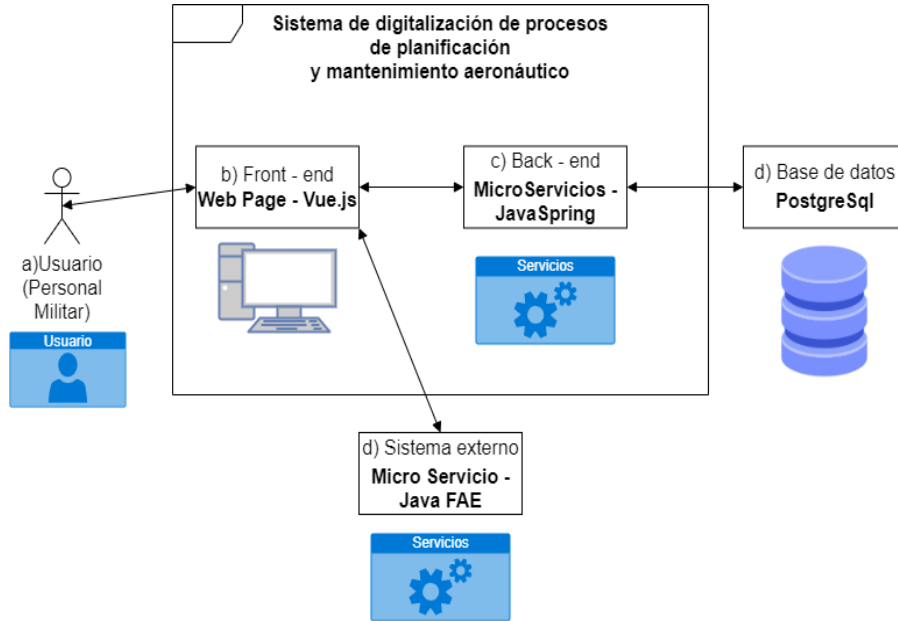 Sistema de digitalización de procesos
de planificación
y mantenimiento aeronáutico
b) Front - end
Web Page - Vue.js
c) Back - end
MicroServicios -
JavaSpring
d) Base de datos
PostgreSql
a)Usuario
(Personal
Militar)
Usuario
Servicios
d) Sistema externo
Micro Servicio -
Java FAE
Servicios